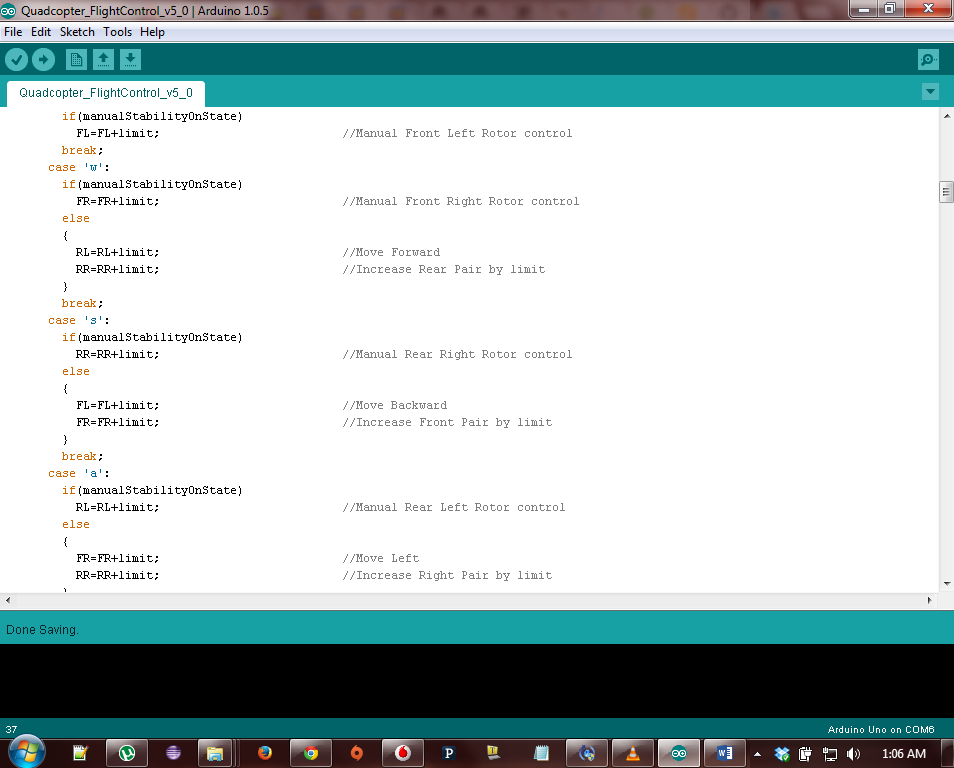 Quadcopter_FlightControl_v5_0 | Arduino 1.0.5
File Edit Sketch Tools Help
Quadcopter_FlightControl_v5_0
if(manualStabilityOnState)
FL=FL+limit; //Manual Front Left Rotor control
break;
case 'w':
if(manualStabilityOnState)
FR=FR+limit; //Manual Front Right Rotor control
else
{
RL=RL+limit; //Move Forward
RR=RR+limit; //Increase Rear Pair by limit
}
break;
case 's':
if(manualStabilityOnState)
RR=RR+limit; //Manual Rear Right Rotor control
else
{
FL=FL+limit; //Move Backward
FR=FR+limit; //Increase Front Pair by limit
}
break;
case 'a':
if(manualStabilityOnState)
RL=RL+limit; //Manual Rear Left Rotor control
else
{
FR=FR+limit; //Move Left
RR=RR+limit; //Increase Right Pair by limit
}
Done Saving.
37 Arduino Uno on COM6
1:06 AM